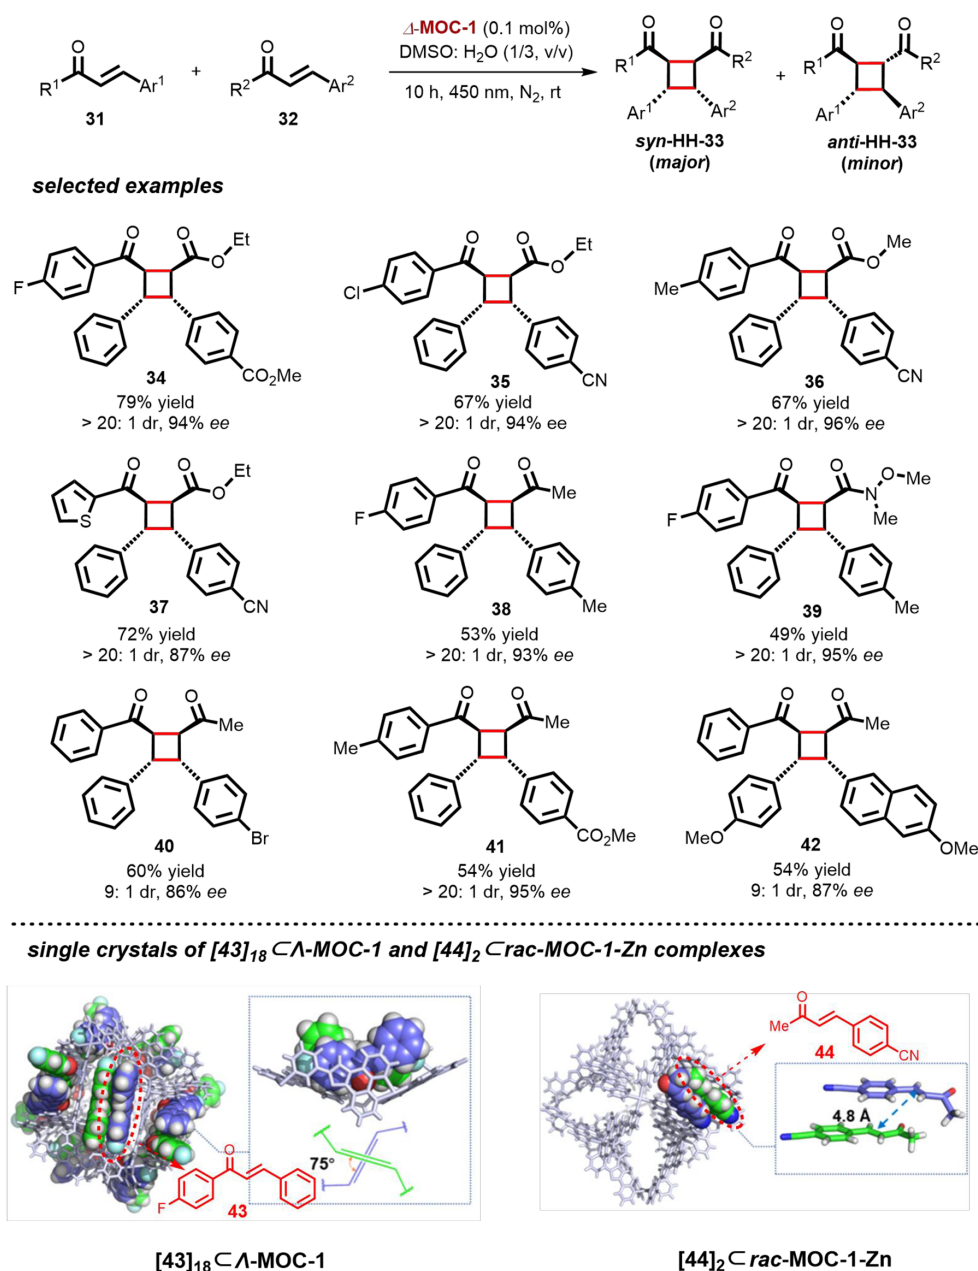 Δ-MOC-1 (0.1 mol%)
DMSO: H₂O (1/3, v/v)
10 h, 450 nm, N₂, rt
O
R¹
Ar¹
31
+
O
R²
Ar²
32
O
O
R¹
R²
Ar¹
Ar²
syn-HH-33
(major)
+
O
O
R¹
R²
Ar¹
Ar²
anti-HH-33
(minor)
selected examples
O
O
Et
O
F
CO₂Me
34
79% yield
> 20: 1 dr, 94% ee
O
O
Et
O
Cl
CN
35
67% yield
> 20: 1 dr, 94% ee
O
O
Me
O
Me
CN
36
67% yield
> 20: 1 dr, 96% ee
O
O
Et
O
S
CN
37
72% yield
> 20: 1 dr, 87% ee
O
O
Me
F
Me
38
53% yield
> 20: 1 dr, 93% ee
O
O
O
Me
N
Me
F
Me
39
49% yield
> 20: 1 dr, 95% ee
O
O
Me
Br
40
60% yield
9: 1 dr, 86% ee
O
O
Me
Me
CO₂Me
41
54% yield
> 20: 1 dr, 95% ee
O
O
Me
MeO
OMe
42
54% yield
9: 1 dr, 87% ee
single crystals of [43]₁₈⊂Λ-MOC-1 and [44]₂⊂rac-MOC-1-Zn complexes
75°
O
F
43
O
Me
44
CN
4.8 Å
[43]₁₈⊂Λ-MOC-1
[44]₂⊂rac-MOC-1-Zn